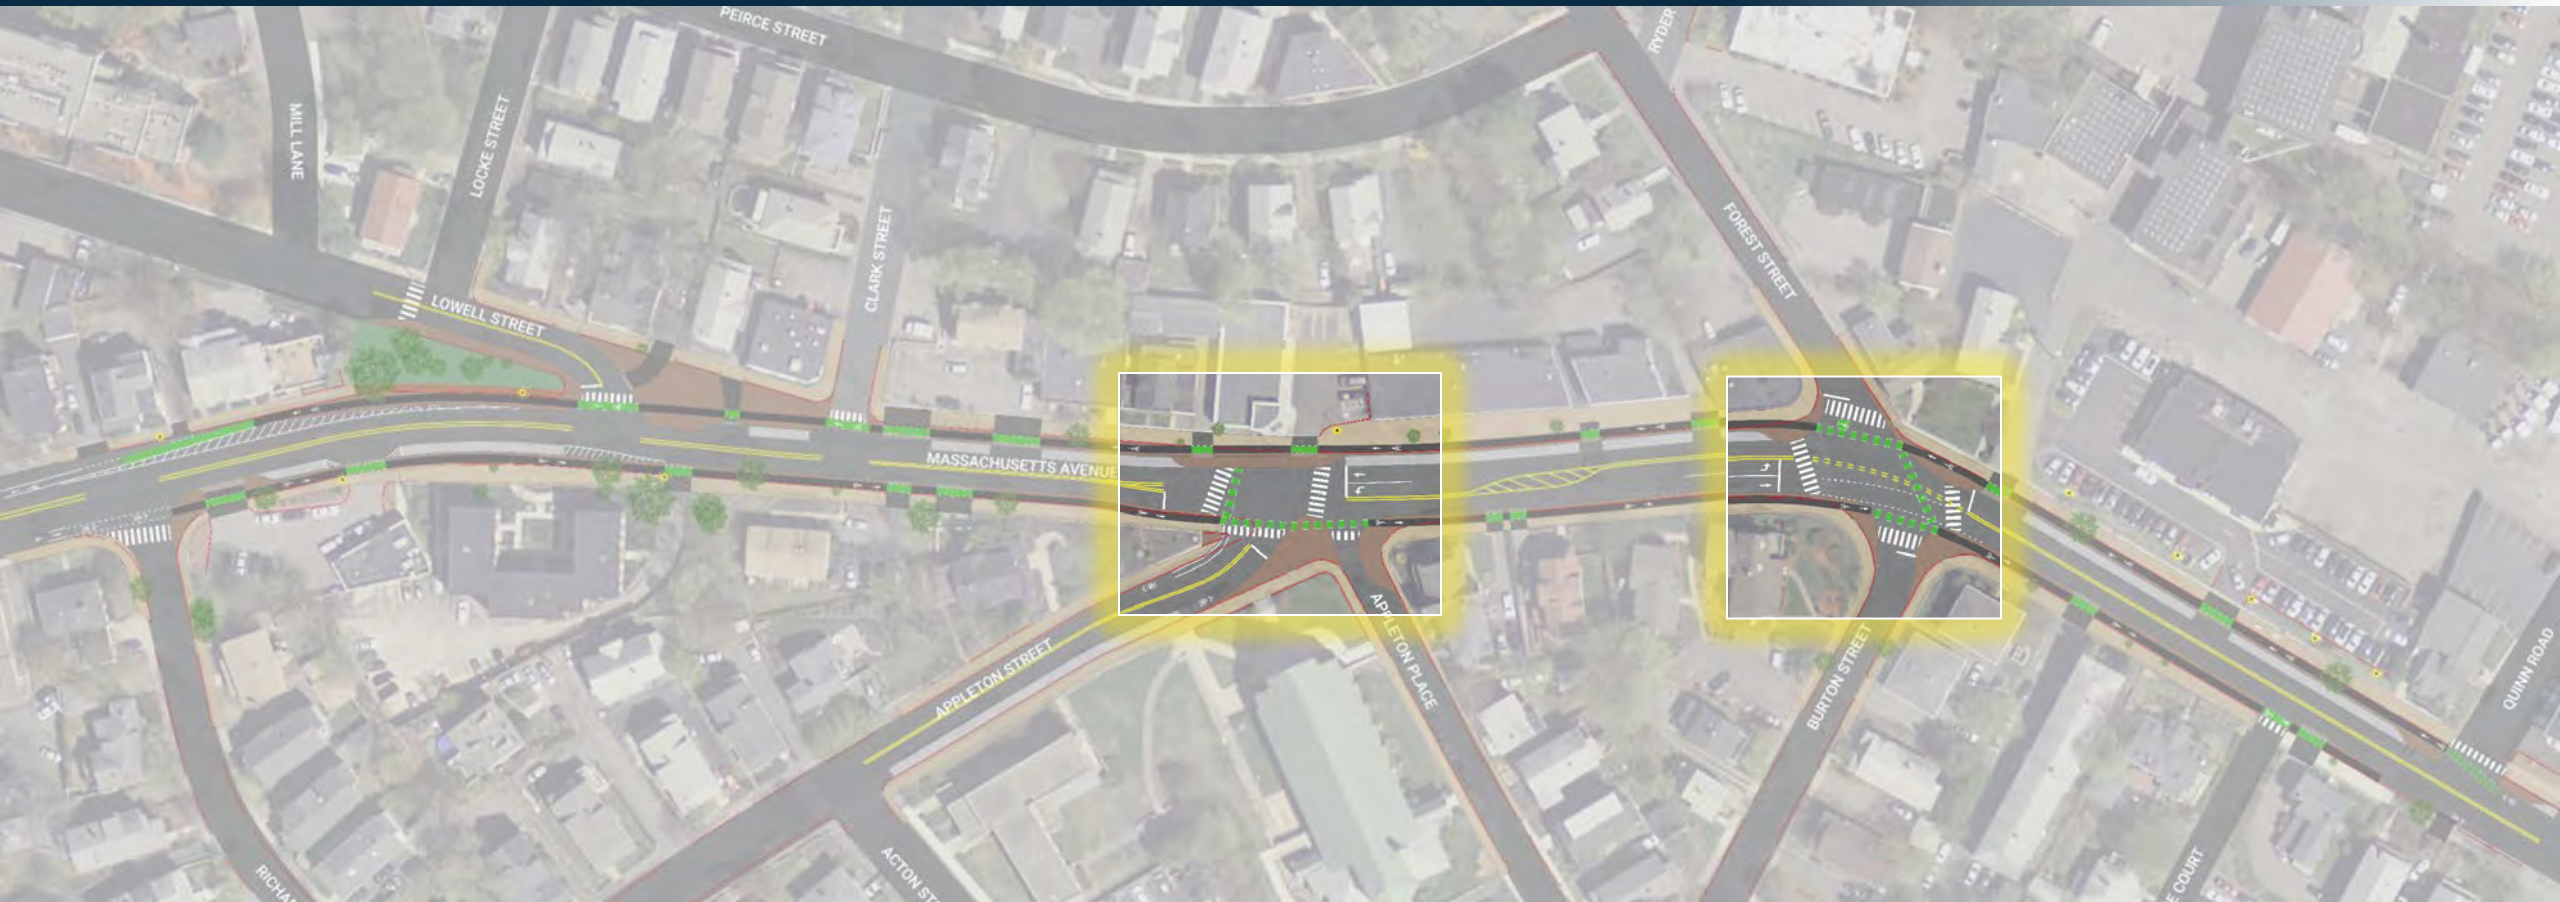 PEIRCE STREET
RYDER
MILL LANE
LOCKE STREET
CLARK STREET
FOREST STREET
LOWELL STREET
MASSACHUSETTS AVENUE
APPLETON STREET
APPLETON PLACE
BURTON STREET
QUINN ROAD
RICHA
ACTON ST
E COURT